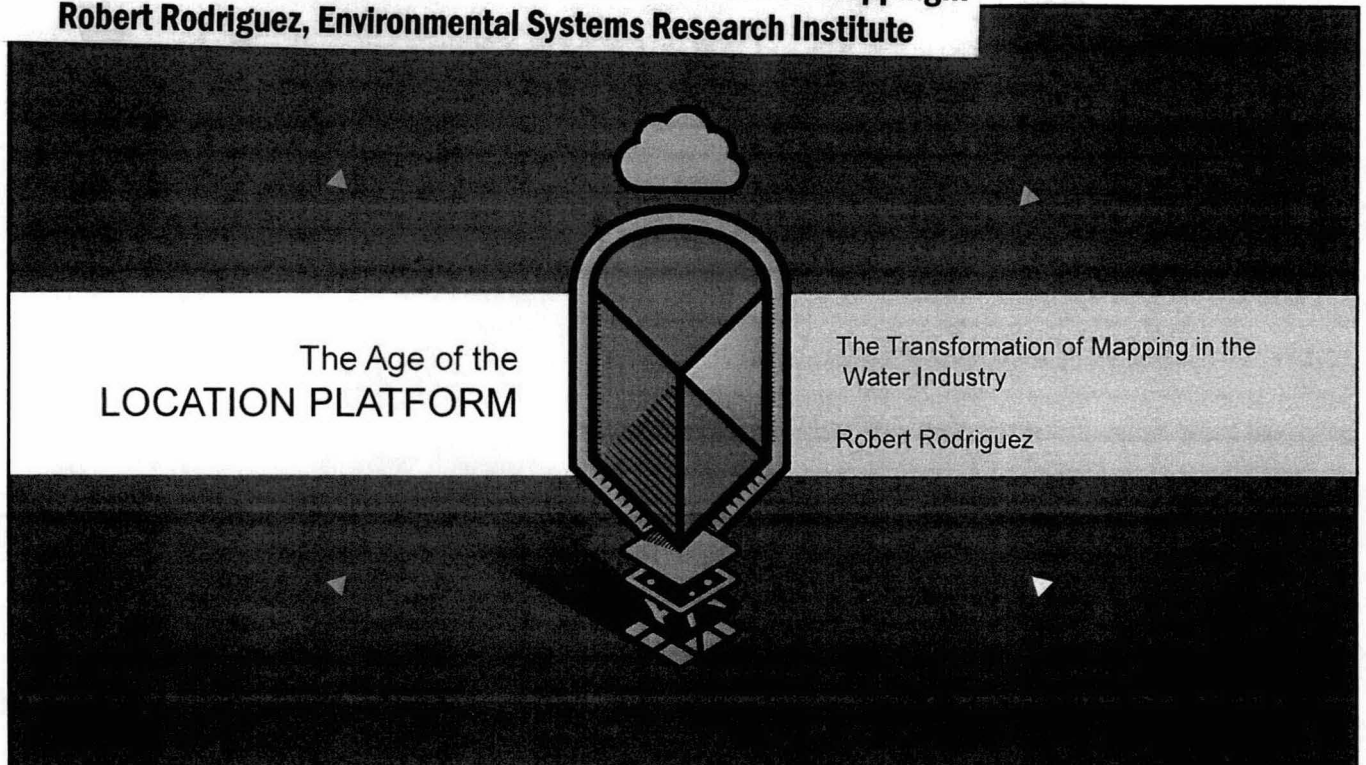 Robert Rodriguez, Environmental Systems Research Institute
The Age of the
LOCATION PLATFORM
The Transformation of Mapping in the
Water Industry
Robert Rodriguez